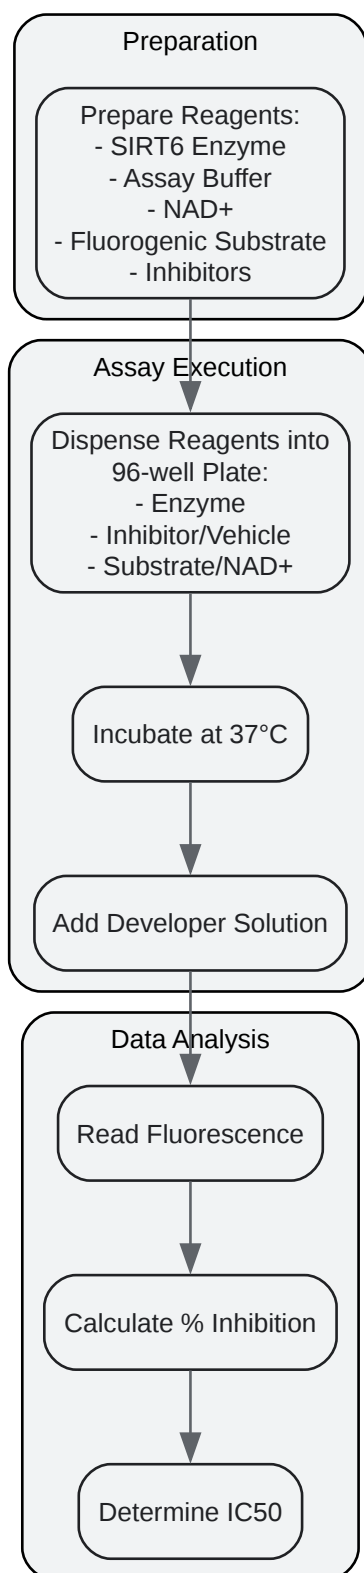 Preparation
Prepare Reagents:
- SIRT6 Enzyme
- Assay Buffer
- NAD+
- Fluorogenic Substrate
- Inhibitors
Assay Execution
Dispense Reagents into
96-well Plate:
- Enzyme
- Inhibitor/Vehicle
- Substrate/NAD+
Incubate at 37°C
Add Developer Solution
Data Analysis
Read Fluorescence
Calculate % Inhibition
Determine IC50